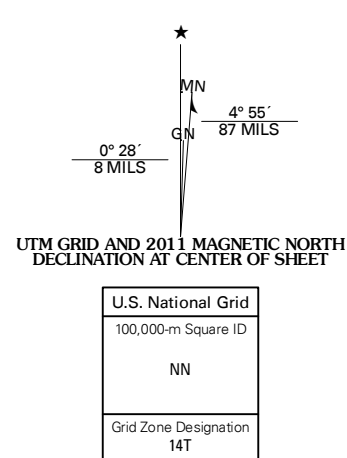 ★
MN
4° 55´
87 MILS
GN
0° 28´
8 MILS
UTM GRID AND 2011 MAGNETIC NORTH
DECLINATION AT CENTER OF SHEET
U.S. National Grid
100,000-m Square ID
NN
Grid Zone Designation
14T